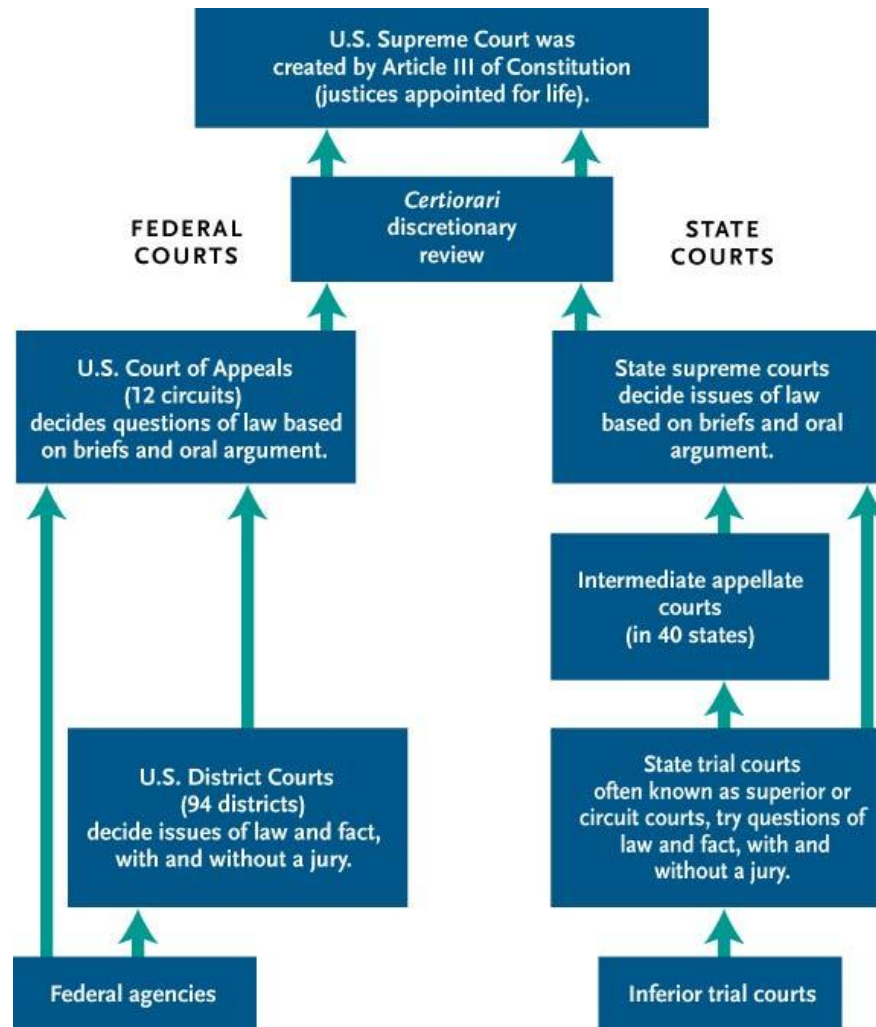 U.S. Supreme Court was
created by Article III of Constitution
(justices appointed for life).
Certiorari
discretionary
review
FEDERAL
COURTS
STATE
COURTS
U.S. Court of Appeals
(12 circuits)
decides questions of law based
on briefs and oral argument.
State supreme courts
decide issues of law
based on briefs and oral
argument.
Intermediate appellate
courts
(in 40 states)
U.S. District Courts
(94 districts)
decide issues of law and fact,
with and without a jury.
State trial courts
often known as superior or
circuit courts, try questions of
law and fact, with and
without a jury.
Federal agencies
Inferior trial courts